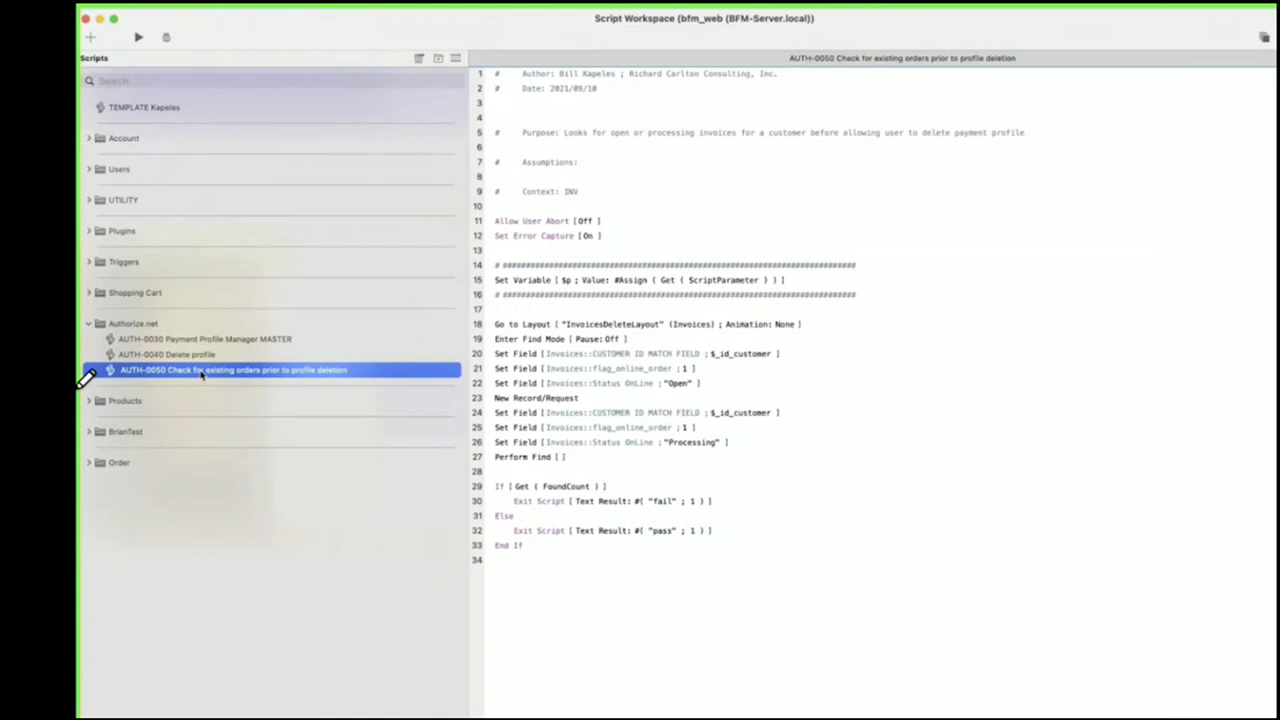 Script Workspace (bfm_web (BFM-Server.local))
Scripts
AUTH-0050 Check for existing orders prior to profile deletion
Search
TEMPLATE Kapeles
Account
Users
UTILITY
Plugins
Triggers
Shopping Cart
Authorize.net
AUTH-0030 Payment Profile Manager MASTER
AUTH-0040 Delete profile
AUTH-0050 Check for existing orders prior to profile deletion
Products
BrianTest
Order
1 # Author: Bill Kapeles ; Richard Carlton Consulting, Inc.
2 # Date: 2021/09/10
3
4
5 # Purpose: Looks for open or processing invoices for a customer before allowing user to delete payment profile
6
7 # Assumptions:
8
9 # Context: INV
10
11 Allow User Abort [ Off ]
12 Set Error Capture [ On ]
13
14 # ############################################################################
15 Set Variable [ $p ; Value: #Assign ( Get ( ScriptParameter ) ) ]
16 # ############################################################################
17
18 Go to Layout [ "InvoicesDeleteLayout" (Invoices) ; Animation: None ]
19 Enter Find Mode [ Pause: Off ]
20 Set Field [ Invoices::CUSTOMER ID MATCH FIELD ; $_id_customer ]
21 Set Field [ Invoices::flag_online_order ; 1 ]
22 Set Field [ Invoices::Status OnLine ; "Open" ]
23 New Record/Request
24 Set Field [ Invoices::CUSTOMER ID MATCH FIELD ; $_id_customer ]
25 Set Field [ Invoices::flag_online_order ; 1 ]
26 Set Field [ Invoices::Status OnLine ; "Processing" ]
27 Perform Find [ ]
28
29 If [ Get ( FoundCount ) ]
30 Exit Script [ Text Result: #( "fail" ; 1 ) ]
31 Else
32 Exit Script [ Text Result: #( "pass" ; 1 ) ]
33 End If
34